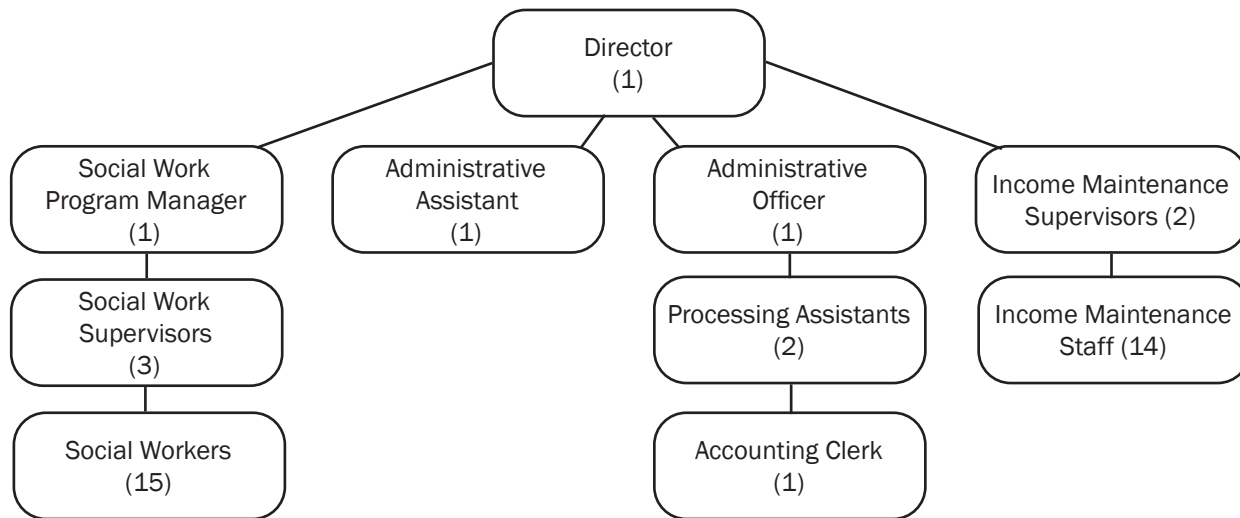 Director
(1)
Social Work
Program Manager
(1)
Administrative
Assistant
(1)
Administrative
Officer
(1)
Income Maintenance
Supervisors (2)
Social Work
Supervisors
(3)
Processing Assistants
(2)
Income Maintenance
Staff (14)
Social Workers
(15)
Accounting Clerk
(1)